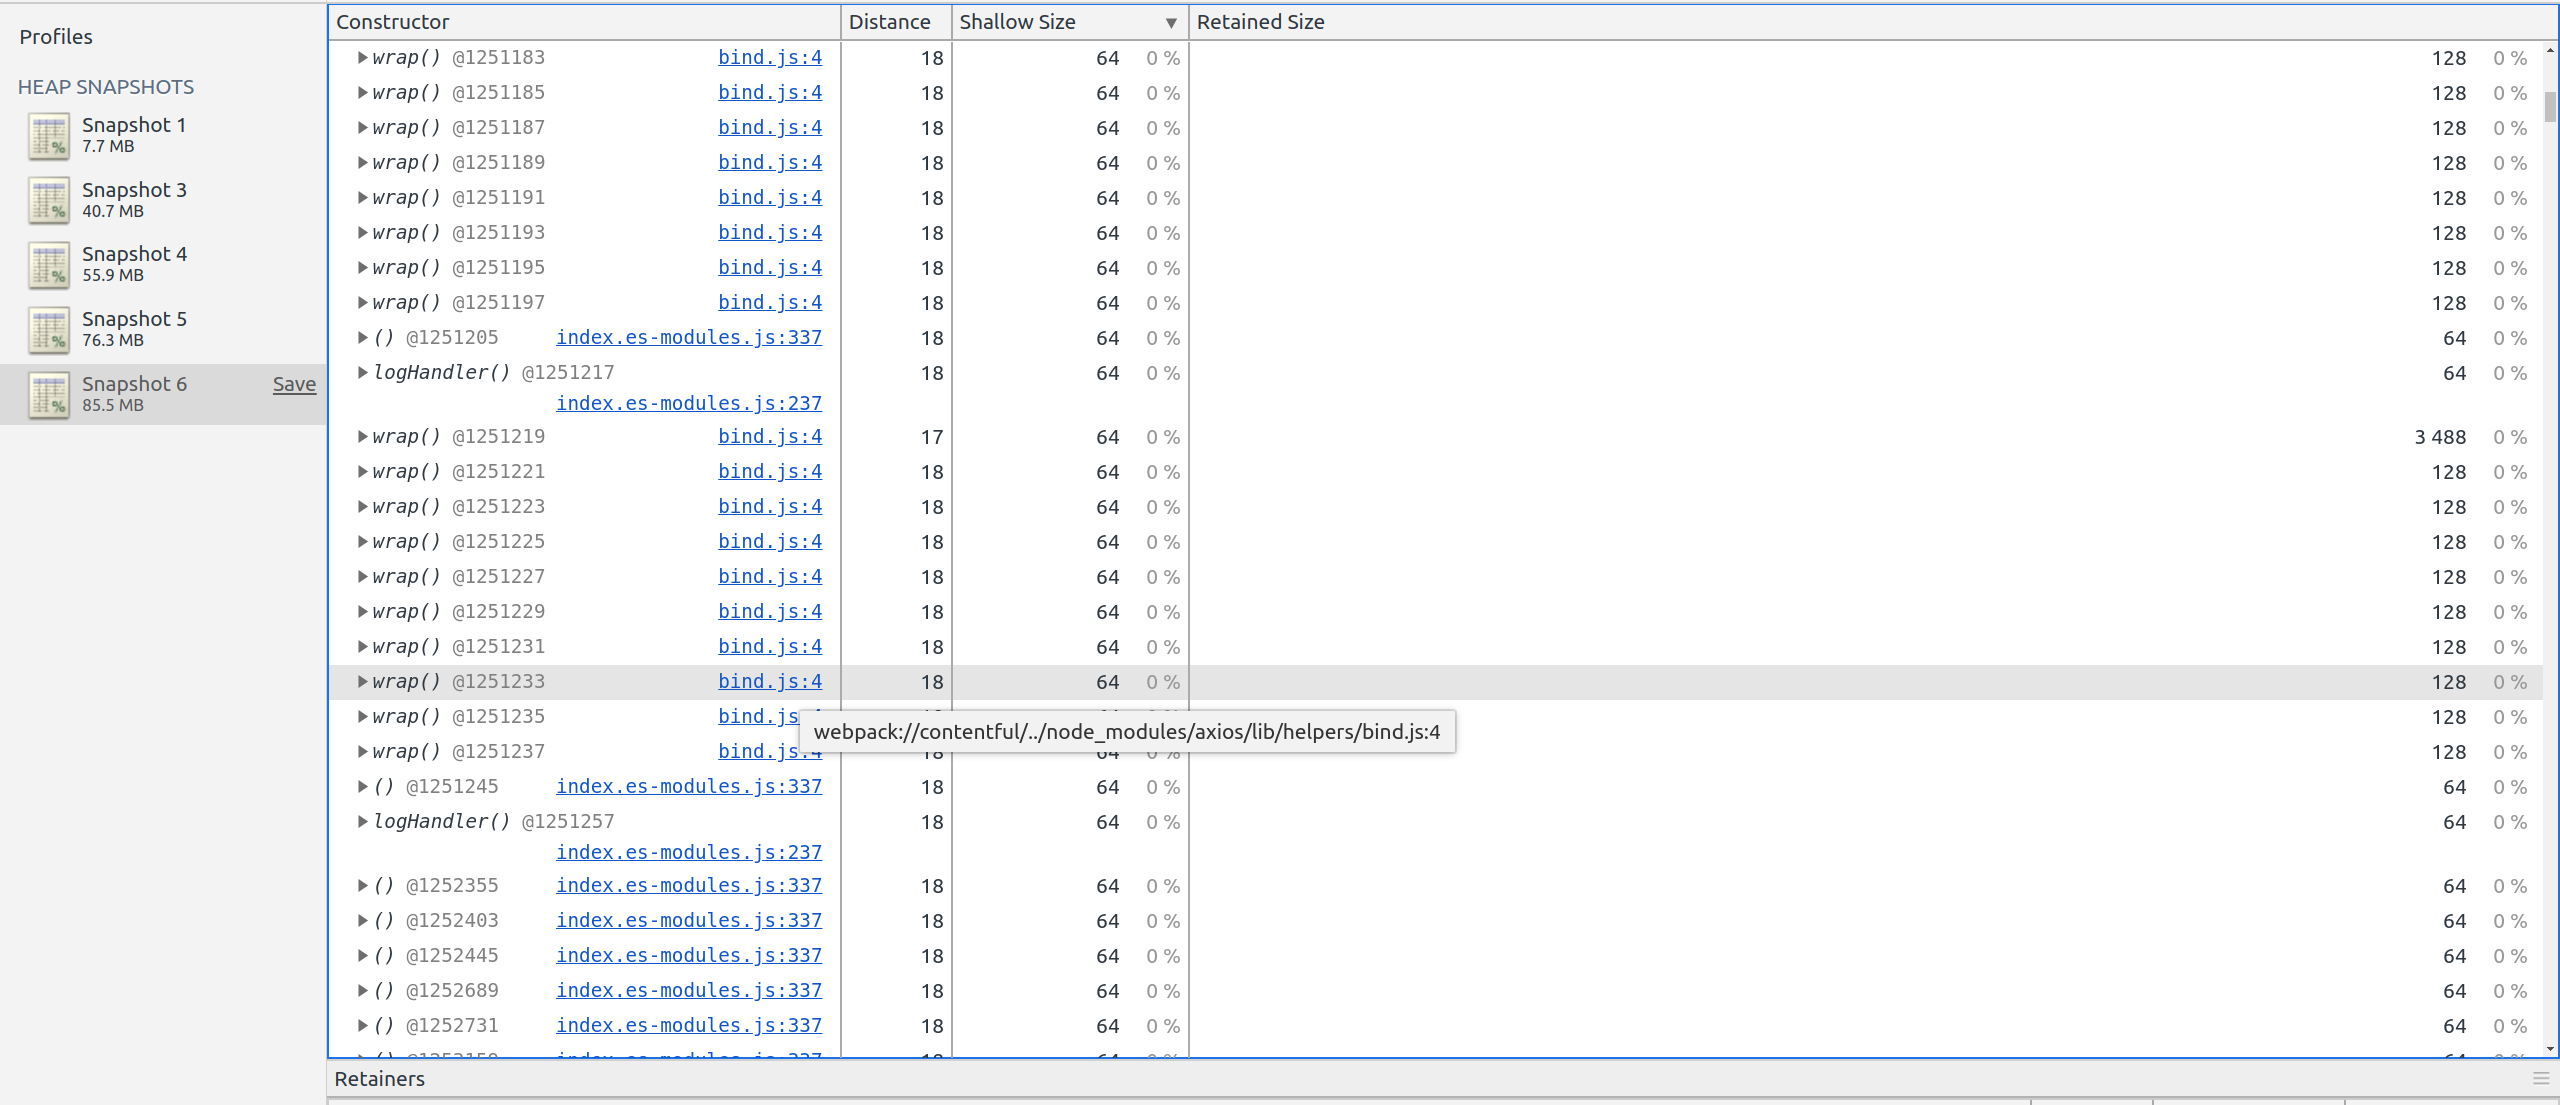 Profiles
HEAP SNAPSHOTS
Snapshot 1
7.7 MB
Snapshot 3
40.7 MB
Snapshot 4
55.9 MB
Snapshot 5
76.3 MB
Snapshot 6 Save
85.5 MB
Constructor Distance Shallow Size ▼ Retained Size
▶wrap() @1251183 bind.js:4 18 64 0 % 128 0 %
▶wrap() @1251185 bind.js:4 18 64 0 % 128 0 %
▶wrap() @1251187 bind.js:4 18 64 0 % 128 0 %
▶wrap() @1251189 bind.js:4 18 64 0 % 128 0 %
▶wrap() @1251191 bind.js:4 18 64 0 % 128 0 %
▶wrap() @1251193 bind.js:4 18 64 0 % 128 0 %
▶wrap() @1251195 bind.js:4 18 64 0 % 128 0 %
▶wrap() @1251197 bind.js:4 18 64 0 % 128 0 %
▶() @1251205 index.es-modules.js:337 18 64 0 % 64 0 %
▶logHandler() @1251217 18 64 0 % 64 0 %
index.es-modules.js:237
▶wrap() @1251219 bind.js:4 17 64 0 % 3 488 0 %
▶wrap() @1251221 bind.js:4 18 64 0 % 128 0 %
▶wrap() @1251223 bind.js:4 18 64 0 % 128 0 %
▶wrap() @1251225 bind.js:4 18 64 0 % 128 0 %
▶wrap() @1251227 bind.js:4 18 64 0 % 128 0 %
▶wrap() @1251229 bind.js:4 18 64 0 % 128 0 %
▶wrap() @1251231 bind.js:4 18 64 0 % 128 0 %
▶wrap() @1251233 bind.js:4 18 64 0 % 128 0 %
▶wrap() @1251235 bind.js 128 0 %
webpack://contentful/../node_modules/axios/lib/helpers/bind.js:4
▶wrap() @1251237 bind.js:4 18 64 0 % 128 0 %
▶() @1251245 index.es-modules.js:337 18 64 0 % 64 0 %
▶logHandler() @1251257 18 64 0 % 64 0 %
index.es-modules.js:237
▶() @1252355 index.es-modules.js:337 18 64 0 % 64 0 %
▶() @1252403 index.es-modules.js:337 18 64 0 % 64 0 %
▶() @1252445 index.es-modules.js:337 18 64 0 % 64 0 %
▶() @1252689 index.es-modules.js:337 18 64 0 % 64 0 %
▶() @1252731 index.es-modules.js:337 18 64 0 % 64 0 %
Retainers